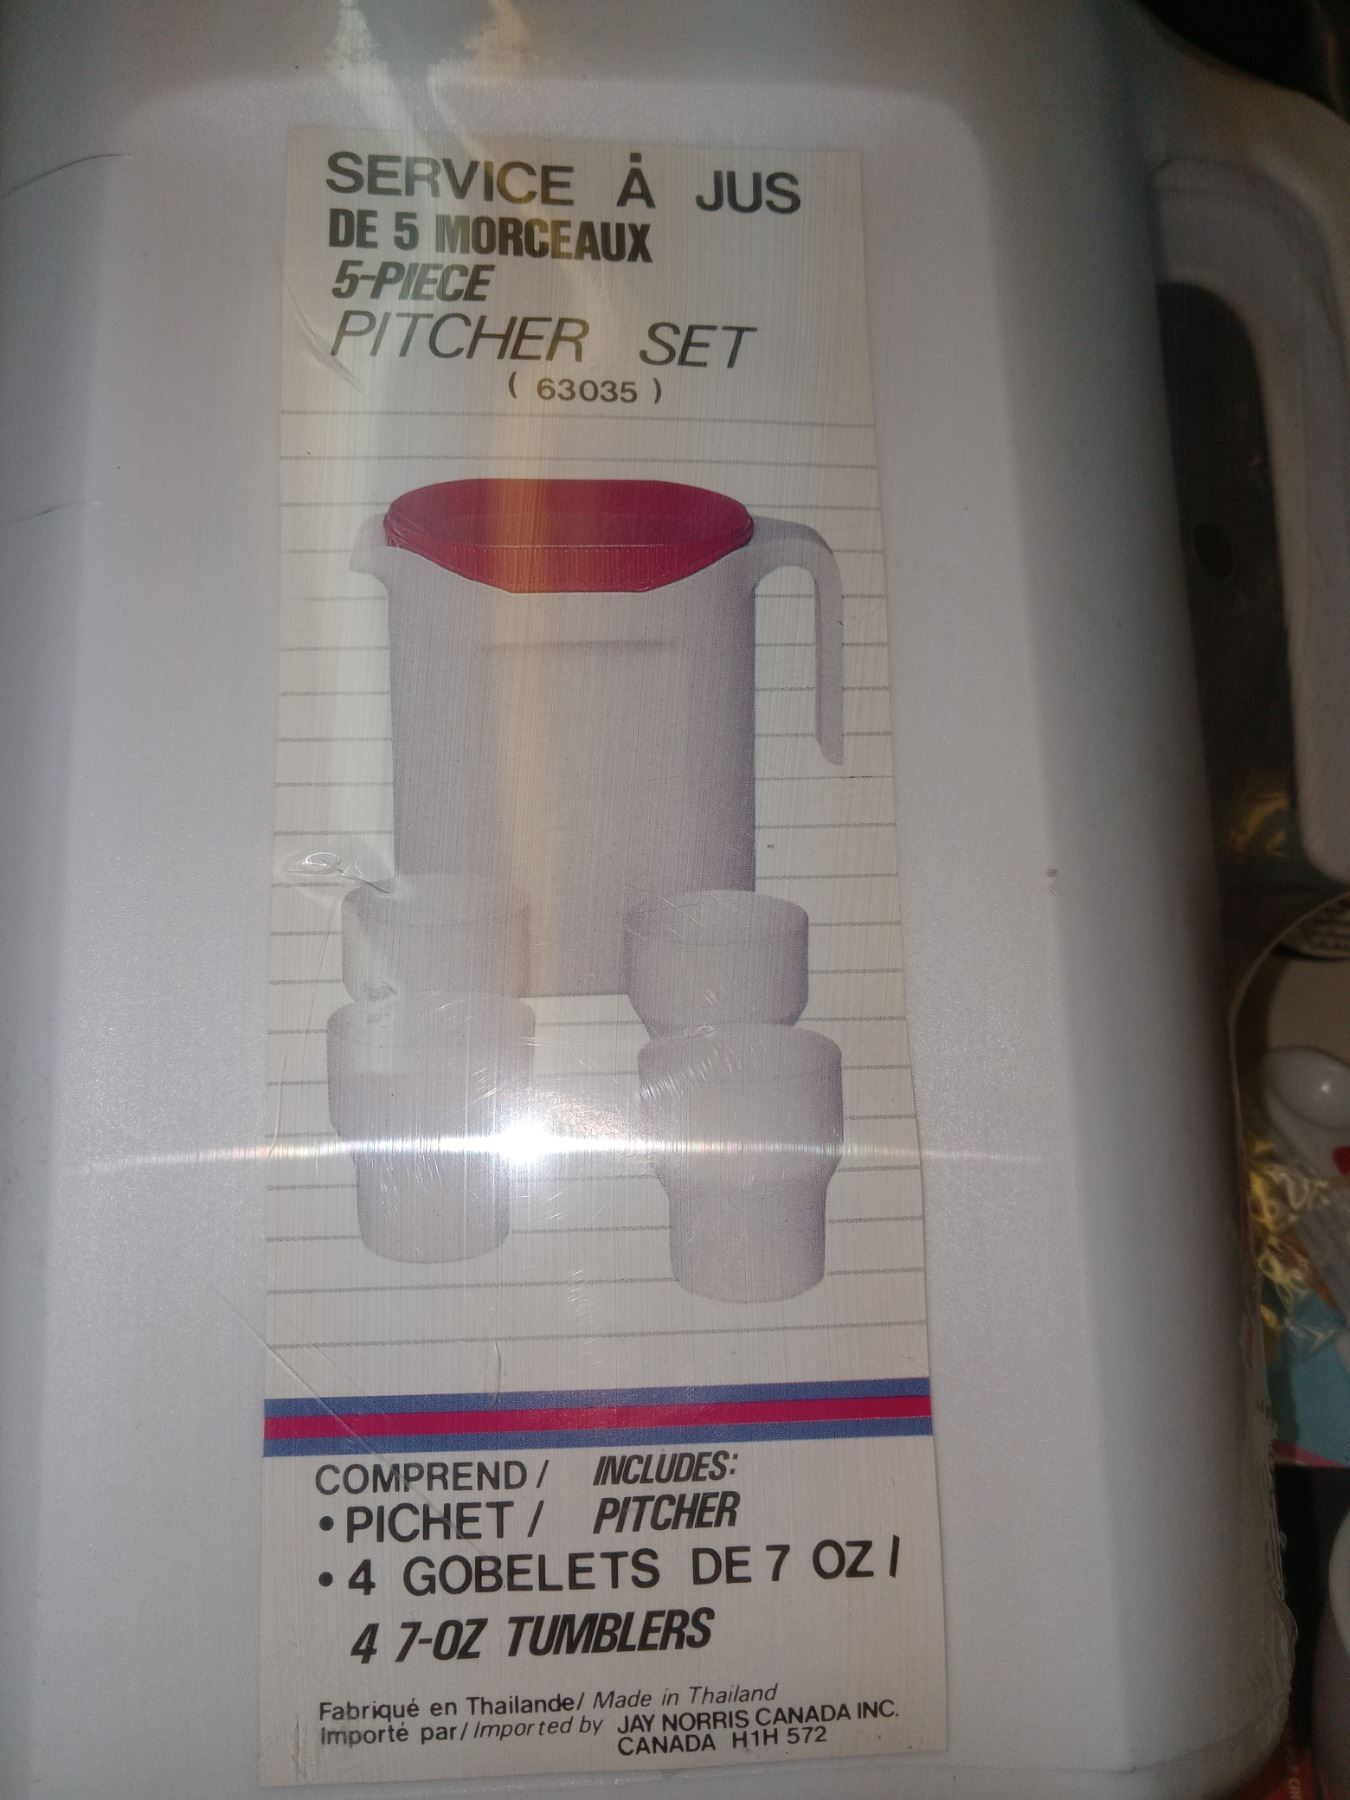 SERVICE À JUS
DE 5 MORCEAUX
5-PIECE
PITCHER SET
( 63035 )
COMPREND / INCLUDES:
• PICHET / PITCHER
• 4 GOBELETS DE 7 OZ /
4 7-OZ TUMBLERS
Fabriqué en Thailande/ Made in Thailand
Importé par/ Imported by JAY NORRIS CANADA INC.
CANADA H1H 572